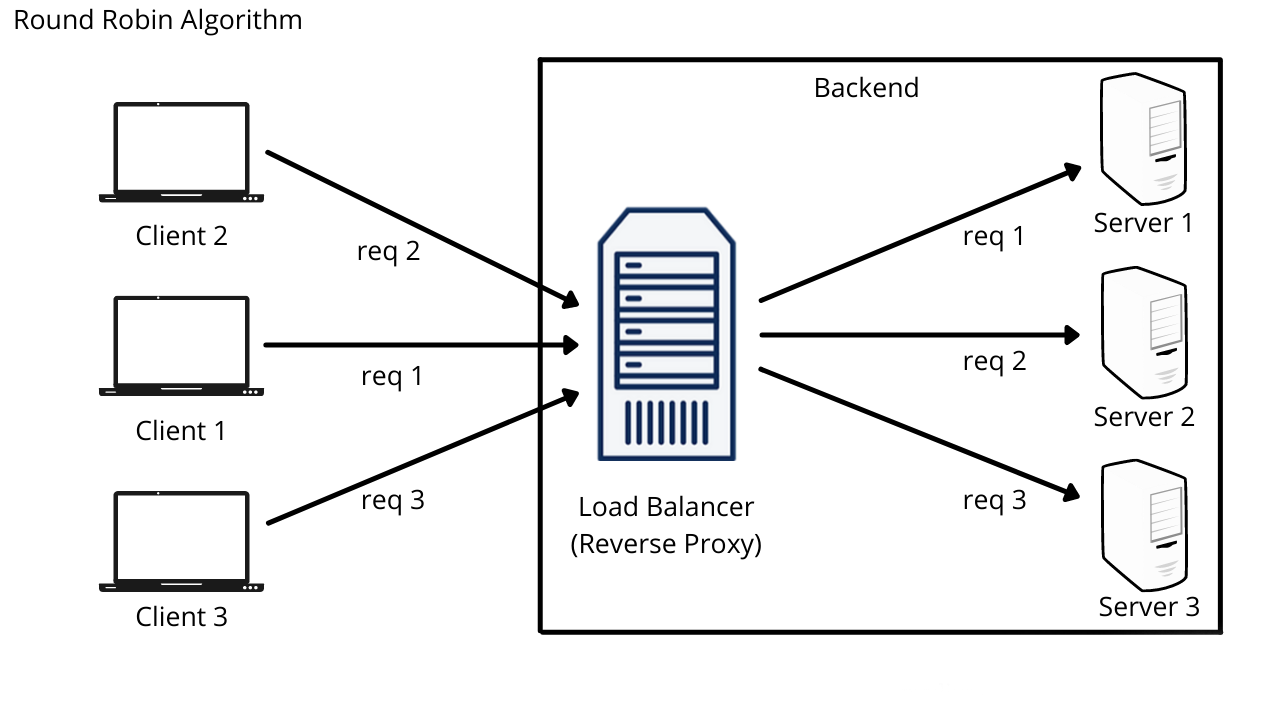 Round Robin Algorithm
Backend
Client 2
req 2
Client 1
req 1
Client 3
req 3
Load Balancer
(Reverse Proxy)
req 1
Server 1
req 2
Server 2
req 3
Server 3